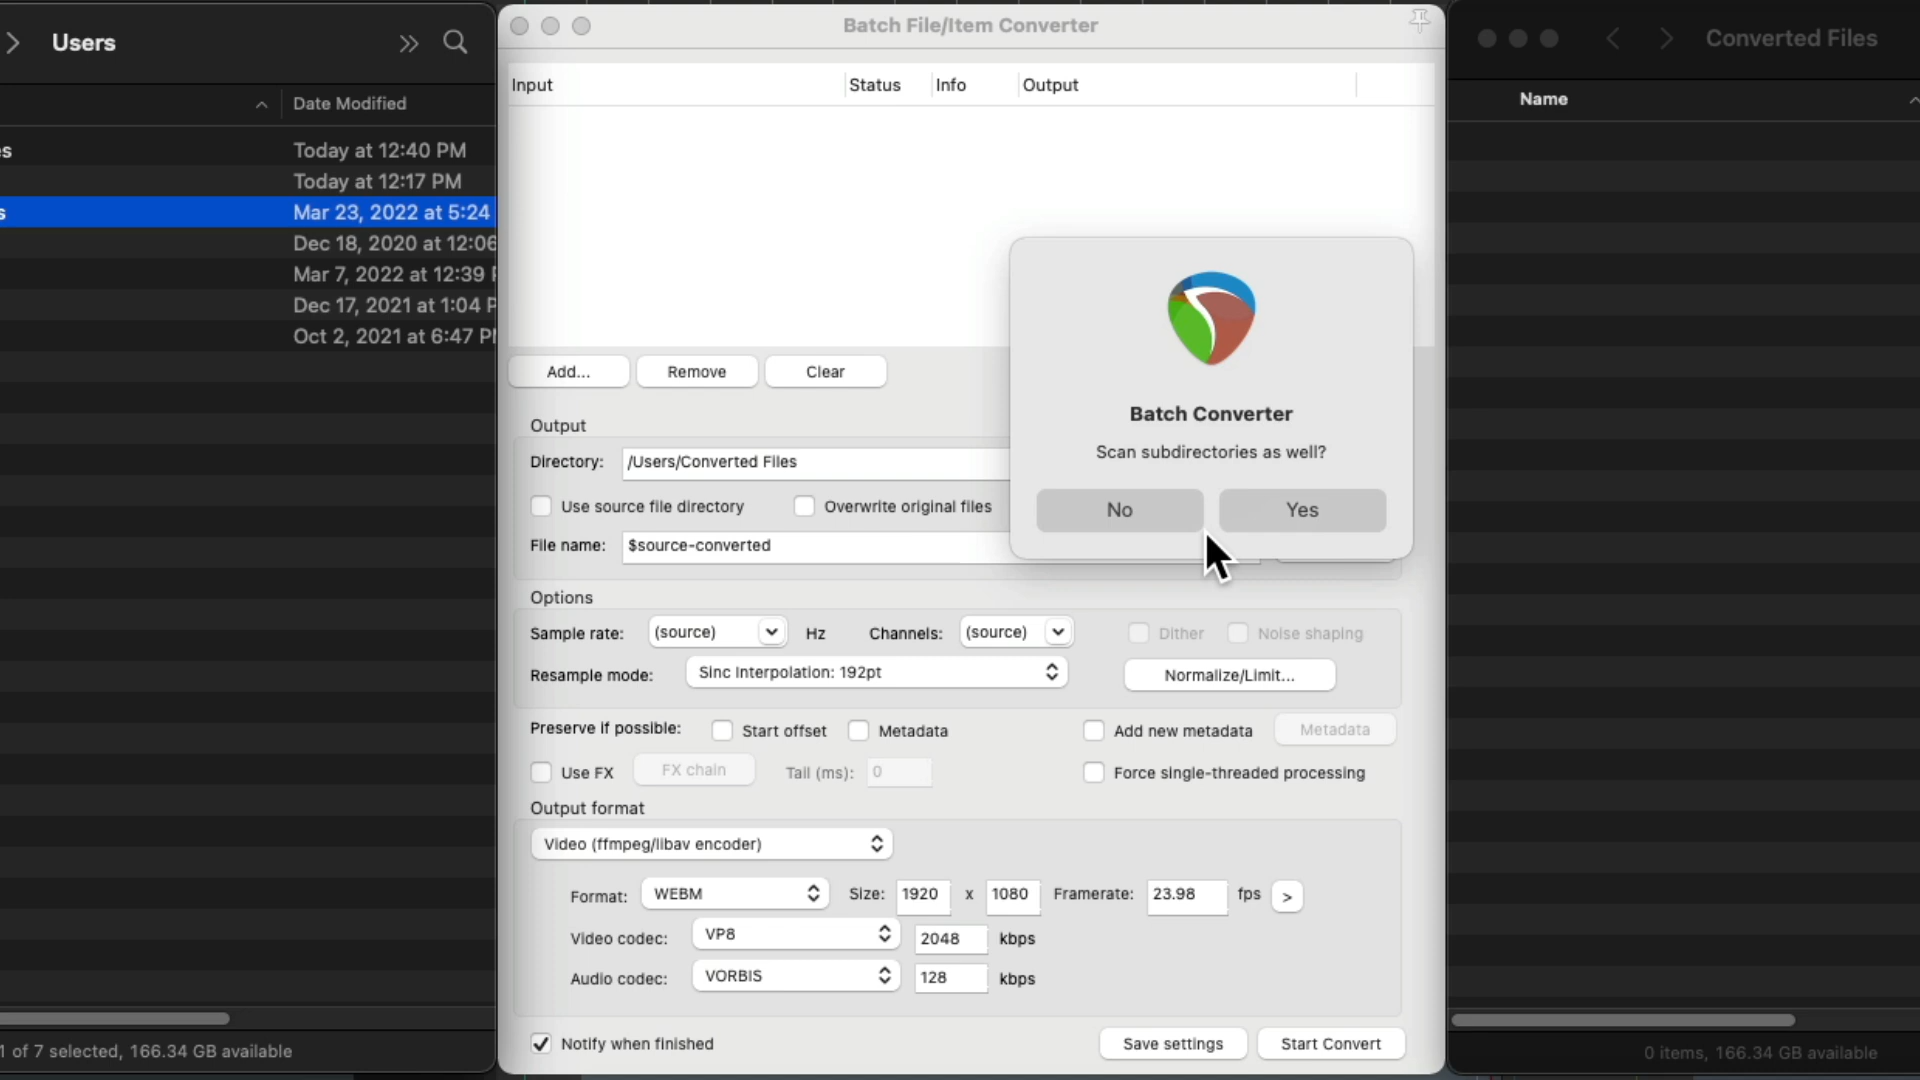 Users
Date Modified
es
Today at 12:40 PM
Today at 12:17 PM
s
Mar 23, 2022 at 5:24
Dec 18, 2020 at 12:06
Mar 7, 2022 at 12:39
Dec 17, 2021 at 1:04 P
Oct 2, 2021 at 6:47 P
1 of 7 selected, 166.34 GB available
Batch File/Item Converter
Input Status Info Output
Add... Remove Clear
Output
Directory: /Users/Converted Files
Use source file directory Overwrite original files
File name: $source-converted
Batch Converter
Scan subdirectories as well?
No Yes
Options
Sample rate: (source) Hz Channels: (source) Dither Noise shaping
Resample mode: Sinc Interpolation: 192pt Normalize/Limit...
Preserve if possible: Start offset Metadata Add new metadata Metadata
Use FX FX chain Tail (ms): 0 Force single-threaded processing
Output format
Video (ffmpeg/libav encoder)
Format: WEBM Size: 1920 x 1080 Framerate: 23.98 fps >
Video codec: VP8 2048 kbps
Audio codec: VORBIS 128 kbps
Notify when finished Save settings Start Convert
Converted Files
Name
0 items, 166.34 GB available